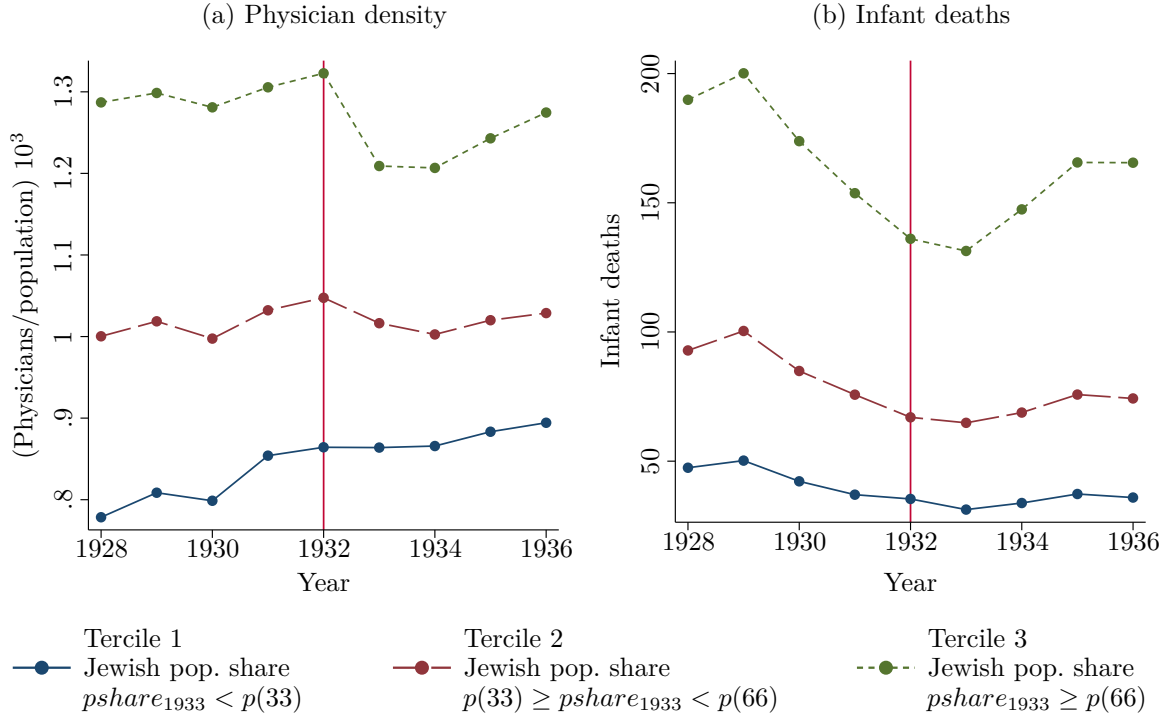 (a) Physician density
(Physicians/population) 10³
1.3
1.2
1.1
1
.9
.8
1928 1930 1932 1934 1936
Year
(b) Infant deaths
Infant deaths
200
150
100
50
1928 1930 1932 1934 1936
Year
Tercile 1
Jewish pop. share
pshare₁₉₃₃ < p(33)
Tercile 2
Jewish pop. share
p(33) ≥ pshare₁₉₃₃ < p(66)
Tercile 3
Jewish pop. share
pshare₁₉₃₃ ≥ p(66)